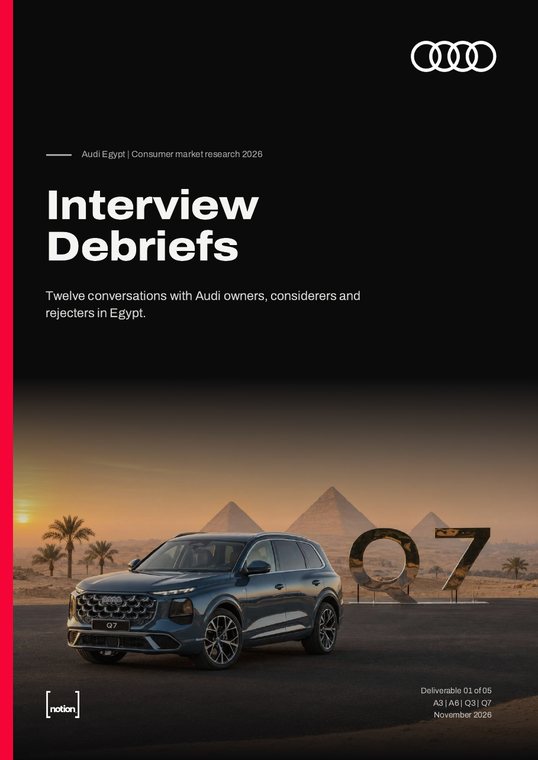 Audi Egypt | Consumer market research 2026
Interview
Debriefs
Twelve conversations with Audi owners, considerers and
rejecters in Egypt.
Q7
Q7
[notion]
Deliverable 01 of 05
A3 | A6 | Q3 | Q7
November 2026